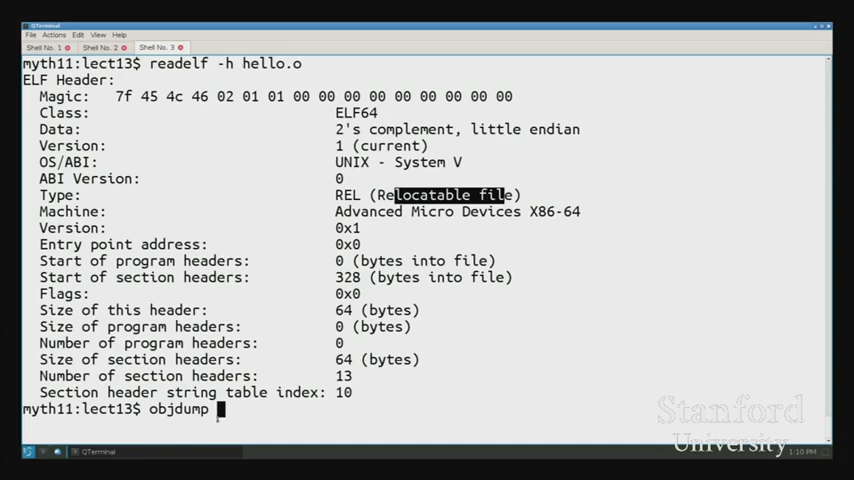 QTerminal
File Actions Edit View Help
Shell No. 1 Shell No. 2 Shell No. 3
myth11:lect13$ readelf -h hello.o
ELF Header:
Magic: 7f 45 4c 46 02 01 01 00 00 00 00 00 00 00 00 00
Class: ELF64
Data: 2's complement, little endian
Version: 1 (current)
OS/ABI: UNIX - System V
ABI Version: 0
Type: REL (Relocatable file)
Machine: Advanced Micro Devices X86-64
Version: 0x1
Entry point address: 0x0
Start of program headers: 0 (bytes into file)
Start of section headers: 328 (bytes into file)
Flags: 0x0
Size of this header: 64 (bytes)
Size of program headers: 0 (bytes)
Number of program headers: 0
Size of section headers: 64 (bytes)
Number of section headers: 13
Section header string table index: 10
myth11:lect13$ objdump
Stanford
University
QTerminal
1:10 PM